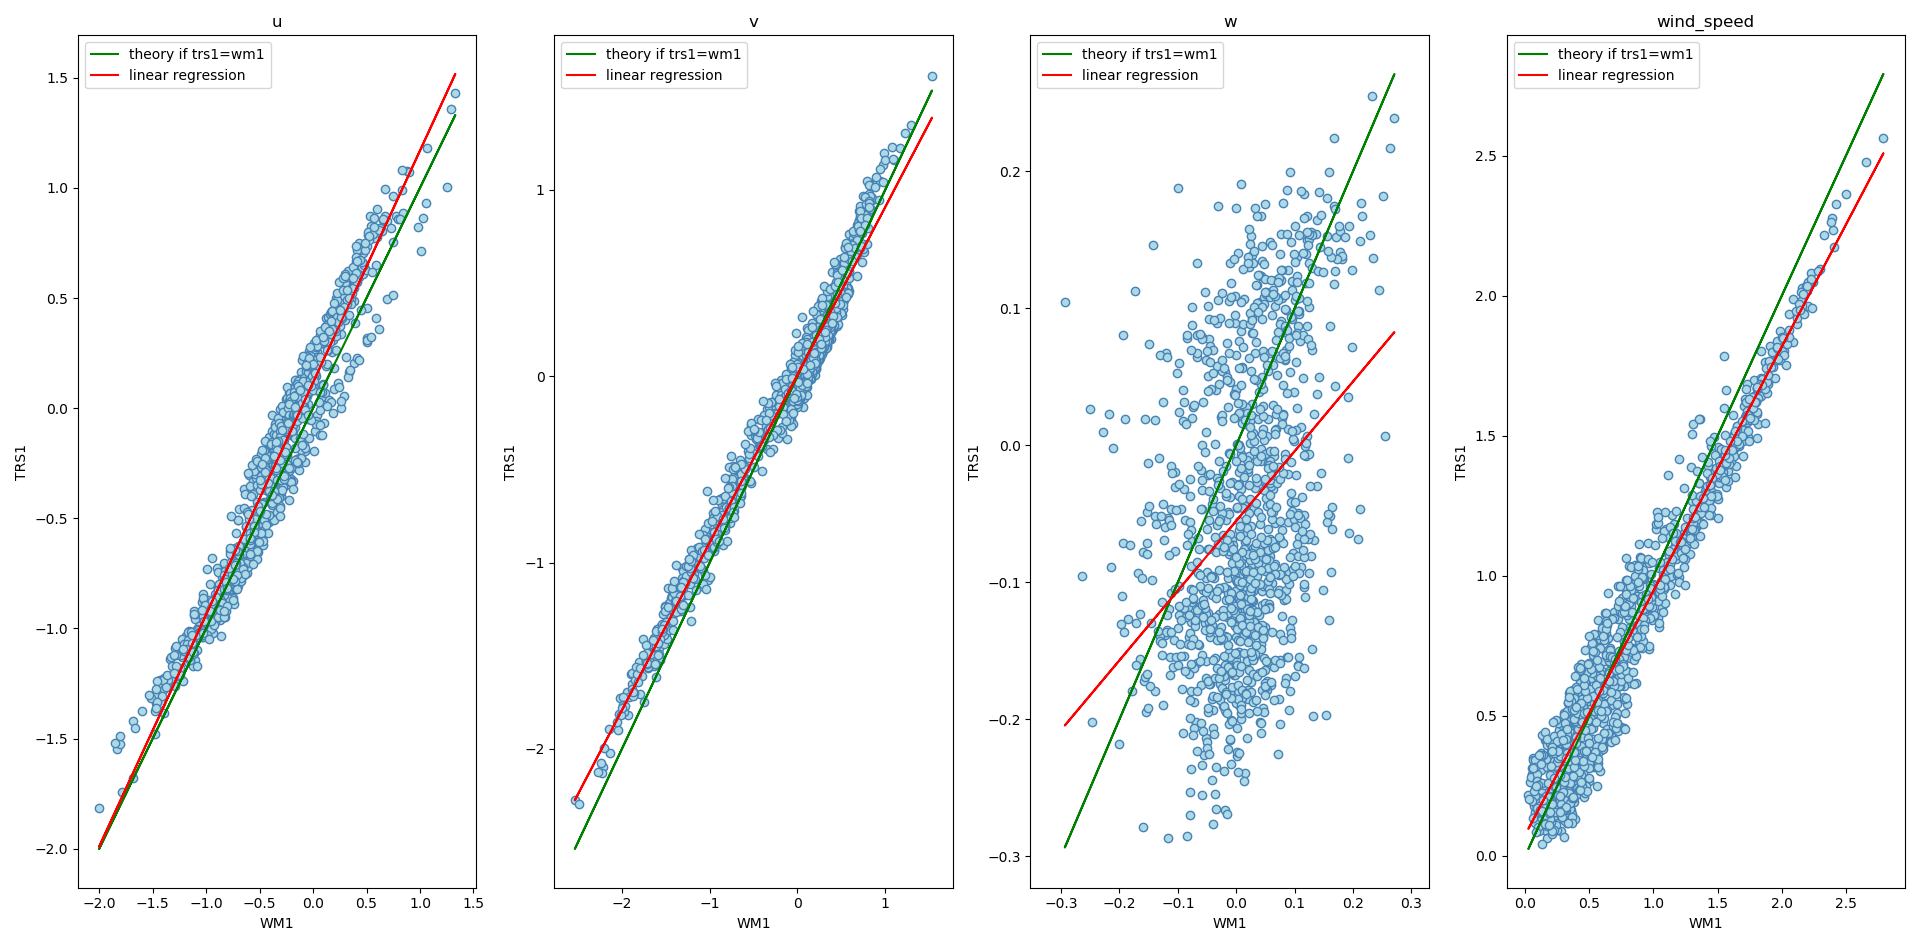 u
theory if trs1=wm1
linear regression
1.5
1.0
0.5
0.0
−0.5
−1.0
−1.5
−2.0
TRS1
−2.0 −1.5 −1.0 −0.5 0.0 0.5 1.0 1.5
WM1
v
theory if trs1=wm1
linear regression
1
0
−1
−2
TRS1
−2 −1 0 1
WM1
w
theory if trs1=wm1
linear regression
0.2
0.1
0.0
−0.1
−0.2
−0.3
TRS1
−0.3 −0.2 −0.1 0.0 0.1 0.2 0.3
WM1
wind_speed
theory if trs1=wm1
linear regression
2.5
2.0
1.5
1.0
0.5
0.0
TRS1
0.0 0.5 1.0 1.5 2.0 2.5
WM1